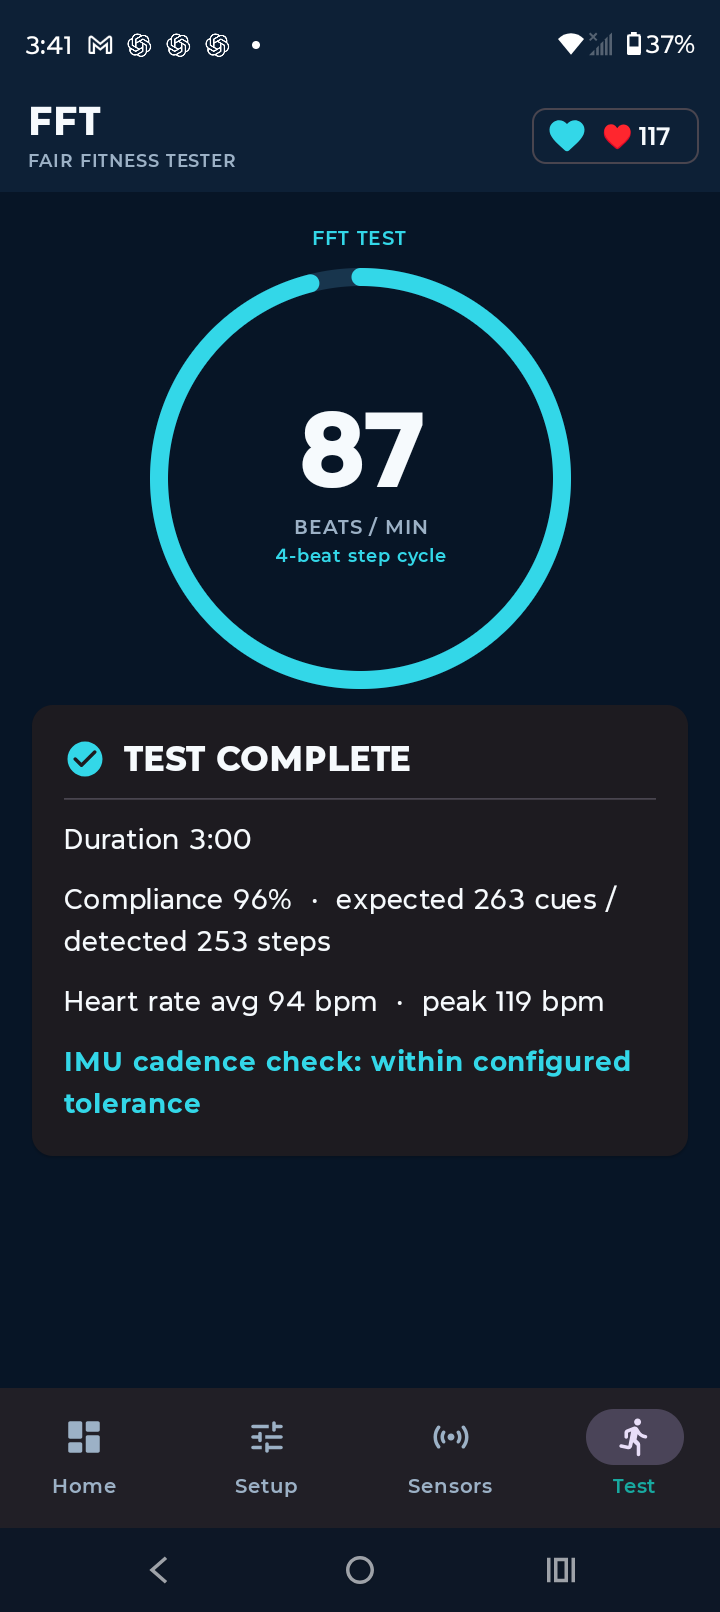 3:41
37%
FFT
FAIR FITNESS TESTER
117
FFT TEST
87
BEATS / MIN
4-beat step cycle
TEST COMPLETE
Duration 3:00
Compliance 96% · expected 263 cues /
detected 253 steps
Heart rate avg 94 bpm · peak 119 bpm
IMU cadence check: within configured
tolerance
Home
Setup
Sensors
Test